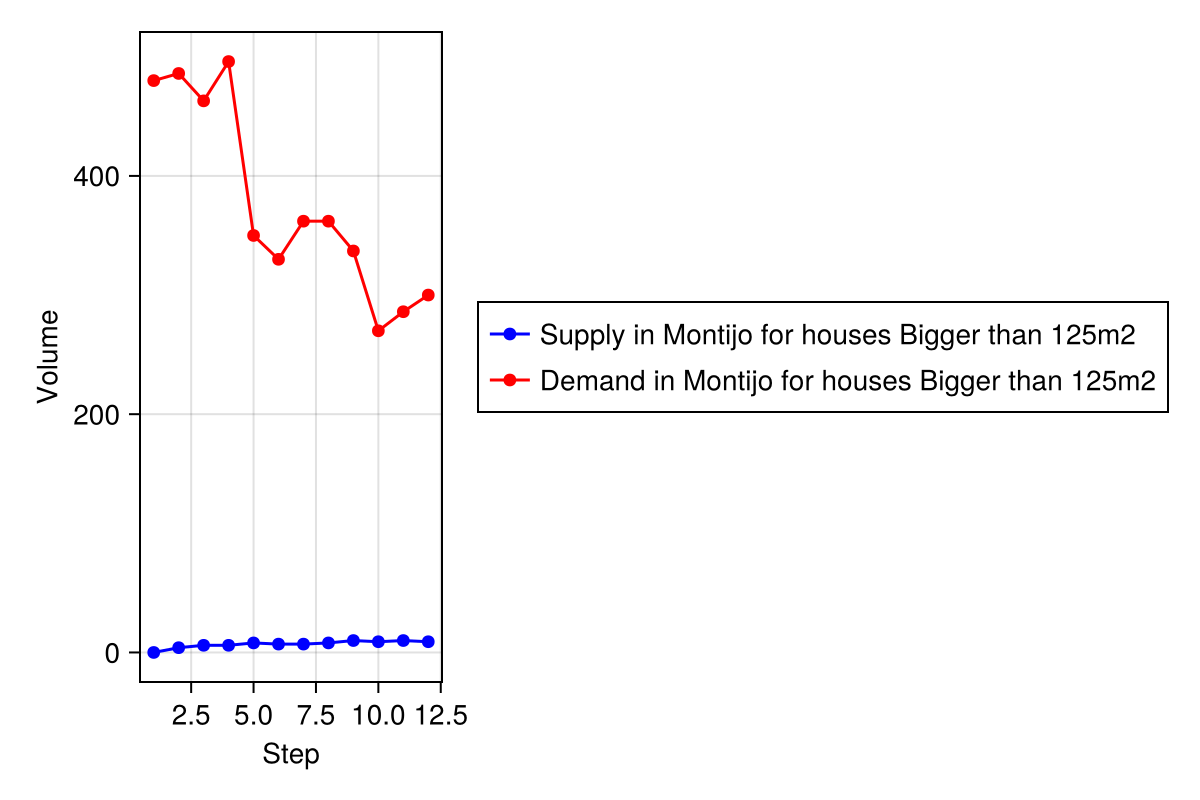 Volume
400
200
0
2.5 5.0 7.5 10.0 12.5
Step
Supply in Montijo for houses Bigger than 125m2
Demand in Montijo for houses Bigger than 125m2